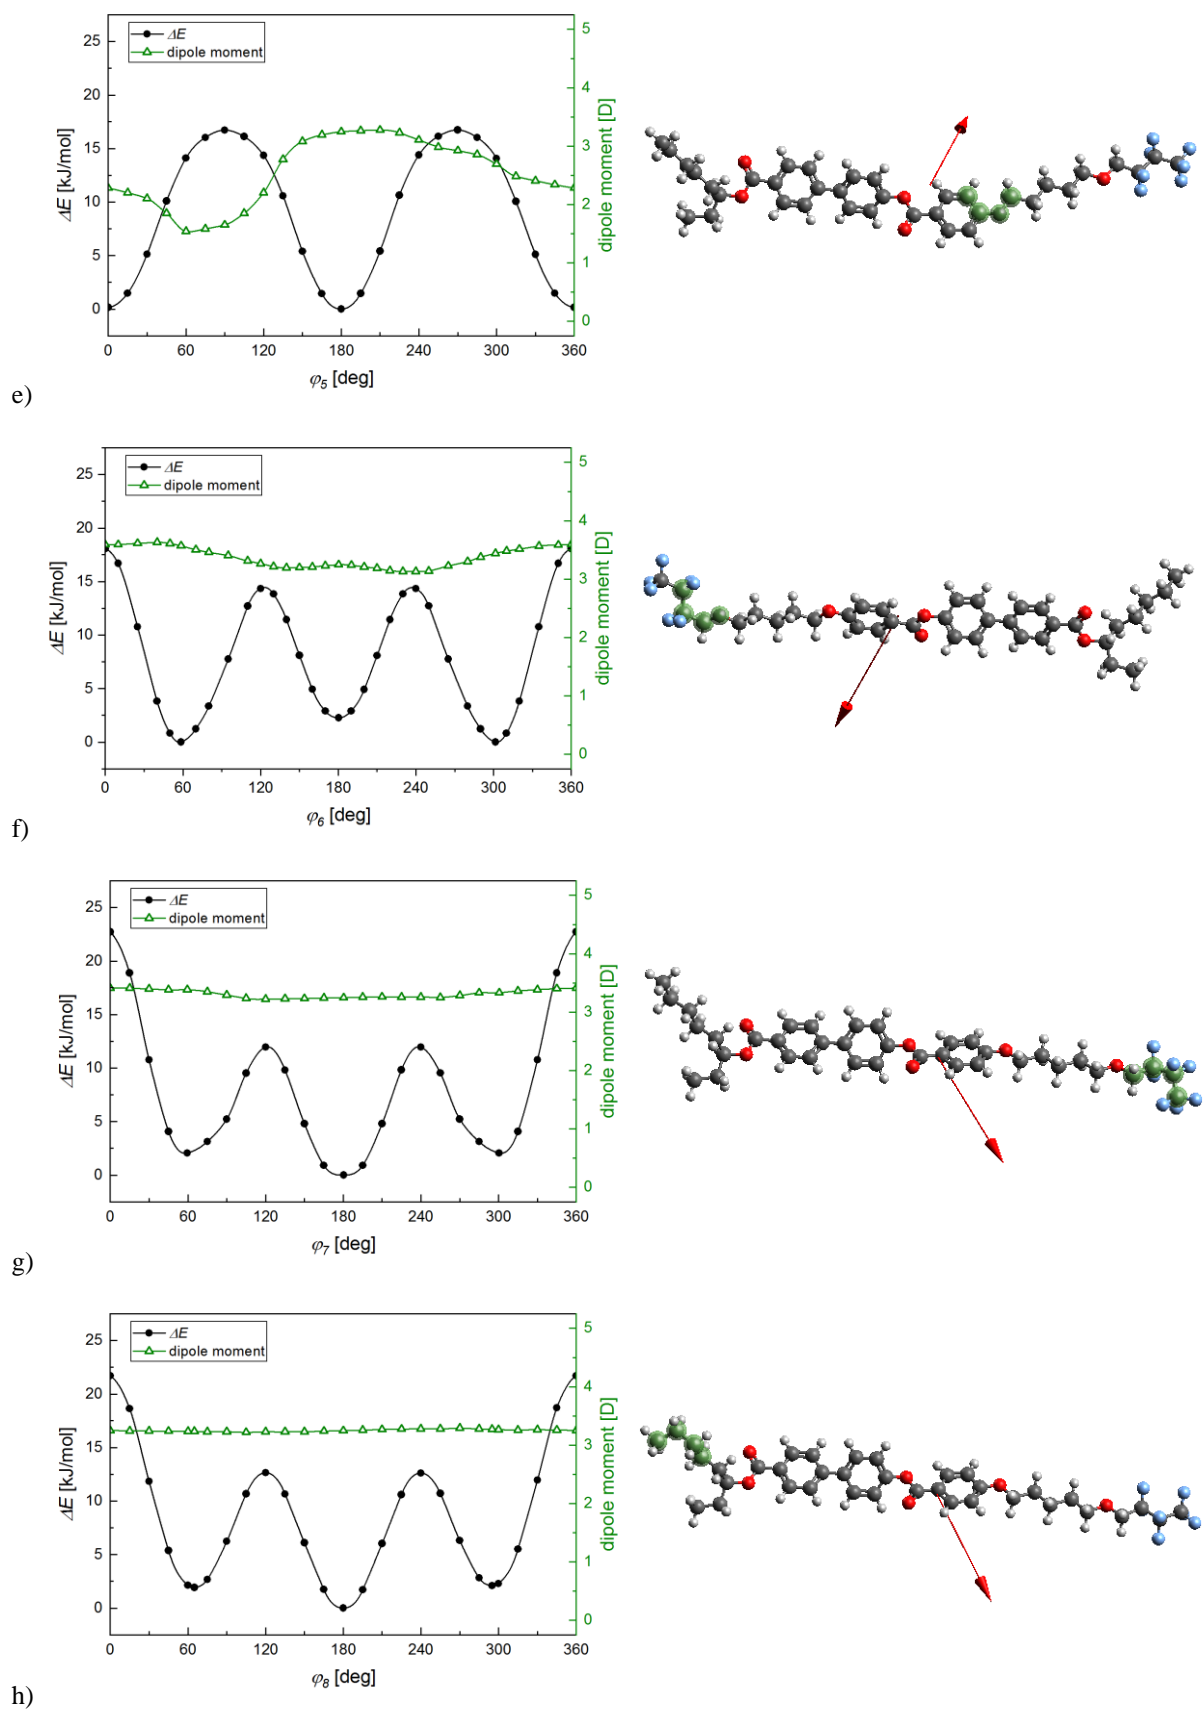 ΔE
dipole moment
25
20
15
10
5
0
ΔE [kJ/mol]
5
4
3
2
1
0
dipole moment [D]
0 60 120 180 240 300 360
φ5 [deg]
e)
ΔE
dipole moment
25
20
15
10
5
0
ΔE [kJ/mol]
5
4
3
2
1
0
dipole moment [D]
0 60 120 180 240 300 360
φ6 [deg]
f)
ΔE
dipole moment
25
20
15
10
5
0
ΔE [kJ/mol]
5
4
3
2
1
0
dipole moment [D]
0 60 120 180 240 300 360
φ7 [deg]
g)
ΔE
dipole moment
25
20
15
10
5
0
ΔE [kJ/mol]
5
4
3
2
1
0
dipole moment [D]
0 60 120 180 240 300 360
φ8 [deg]
h)